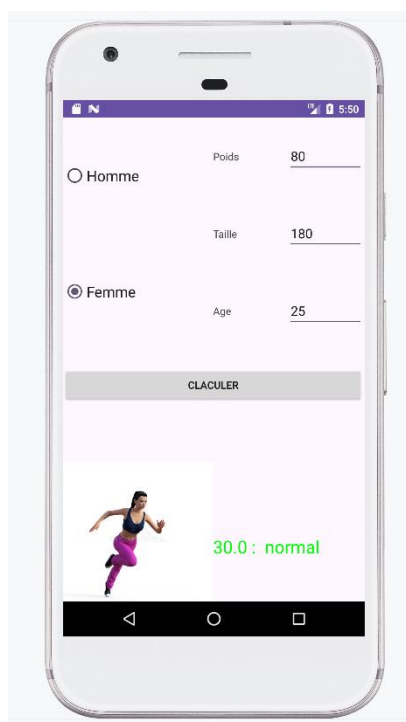 5:50
Poids 80
Homme
Taille 180
Femme
Age 25
CLACULER
30.0 : normal